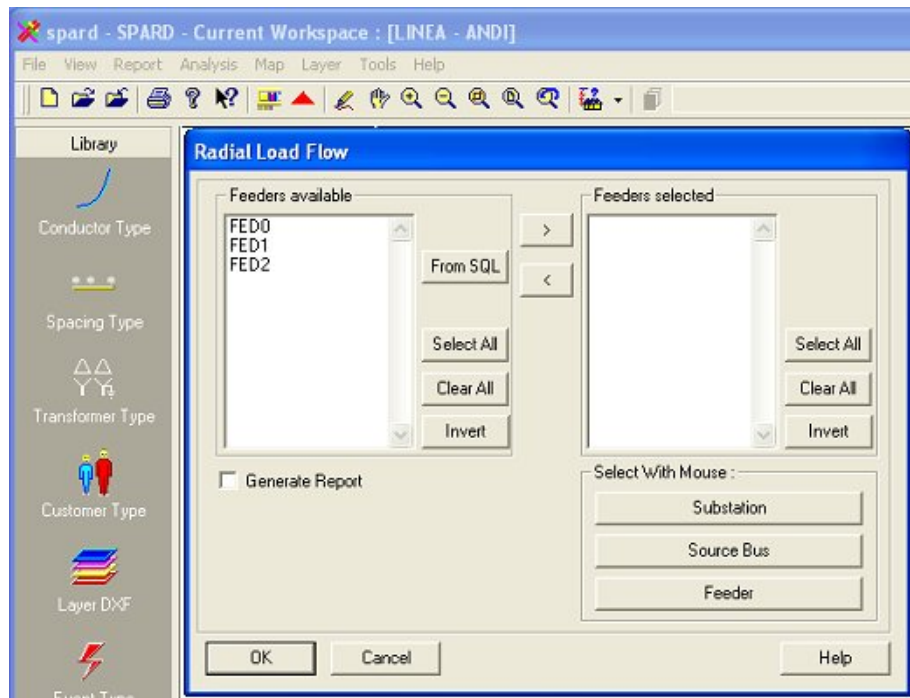 spard - SPARD - Current Workspace : [LINEA - ANDI]
File View Report Analysis Map Layer Tools Help
Library
Conductor Type
Spacing Type
Transformer Type
Customer Type
Layer DXF
Event Type
Radial Load Flow
Feeders available
FED0
FED1
FED2
From SQL
Select All
Clear All
Invert
>
<
Feeders selected
Select All
Clear All
Invert
Generate Report
Select With Mouse :
Substation
Source Bus
Feeder
OK Cancel Help